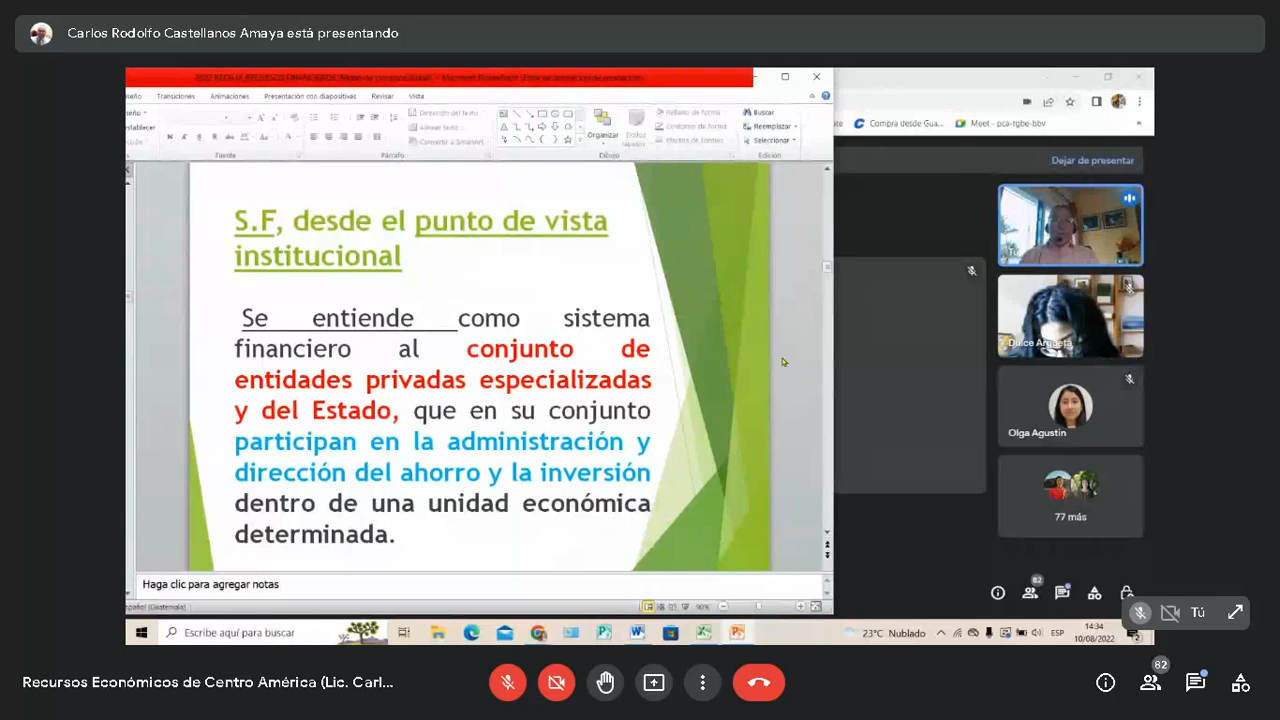 Carlos Rodolfo Castellanos Amaya está presentando
Transiciones Animaciones Presentación con diapositivas Revisar Vista
Buscar
Reemplazar
Seleccionar
Organizar
Fuente Párrafo Dibujo Edición
Compra desde Gua... Meet - pca-tgbe-bbv
Dejar de presentar
S.F, desde el punto de vista
institucional
Se entiende como sistema
financiero al conjunto de
entidades privadas especializadas
y del Estado, que en su conjunto
participan en la administración y
dirección del ahorro y la inversión
dentro de una unidad económica
determinada.
Dulce Argueta
Olga Agustin
77 más
Haga clic para agregar notas
90%
82
Tú
Escribe aquí para buscar
23°C Nublado
ESP
14:34
10/08/2022
Recursos Económicos de Centro América (Lic. Carl...
62